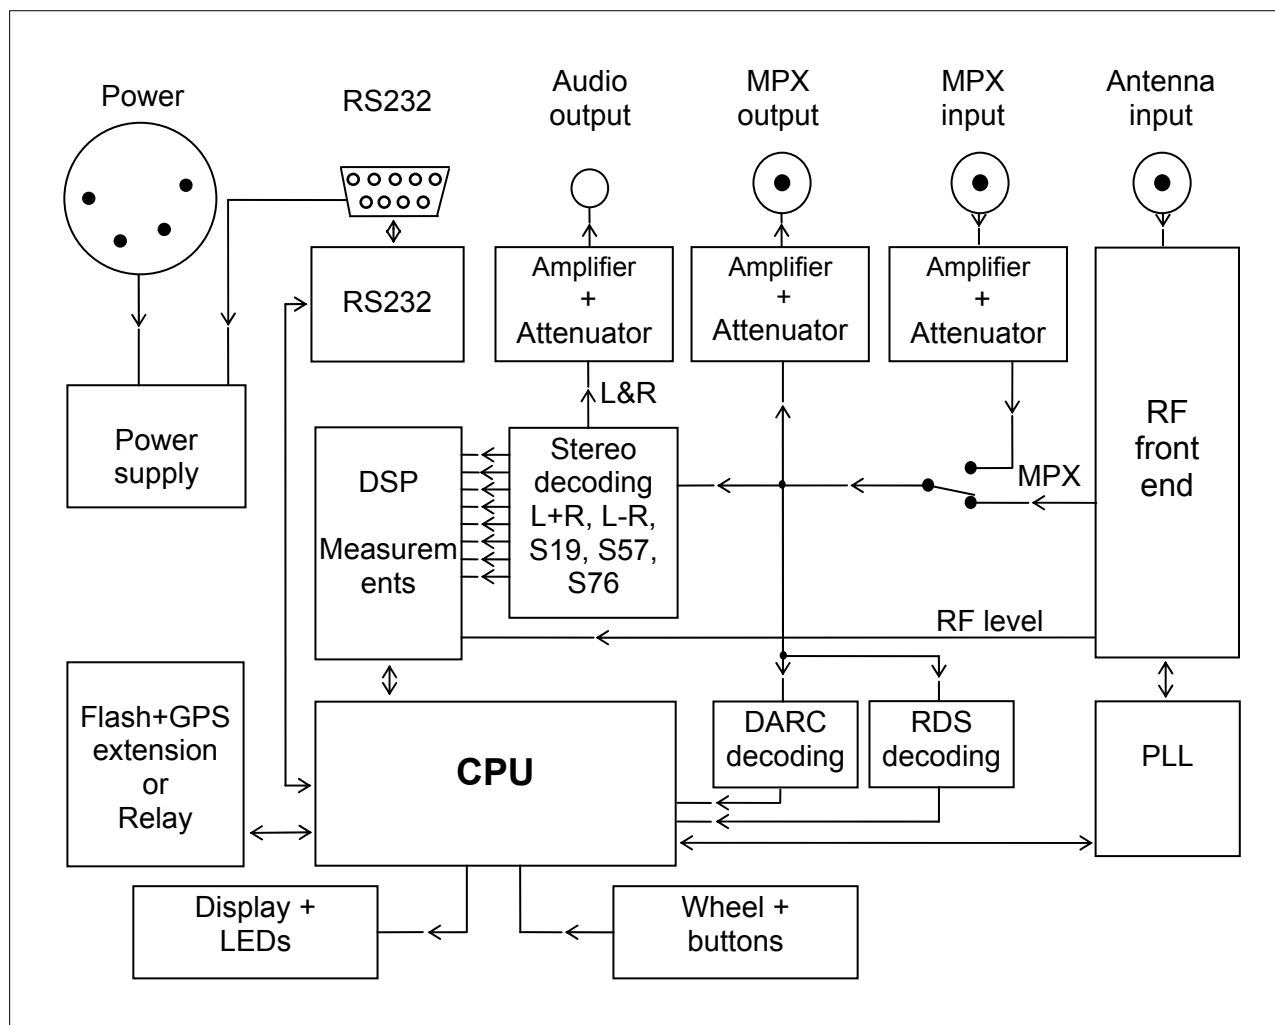 Power
RS232
Audio
output
MPX
output
MPX
input
Antenna
input
RS232
Amplifier
+
Attenuator
Amplifier
+
Attenuator
Amplifier
+
Attenuator
L&R
Power
supply
DSP
Measurem
ents
Stereo
decoding
L+R, L-R,
S19, S57,
S76
MPX
RF
front
end
RF level
Flash+GPS
extension
or
Relay
CPU
DARC
decoding
RDS
decoding
PLL
Display +
LEDs
Wheel +
buttons